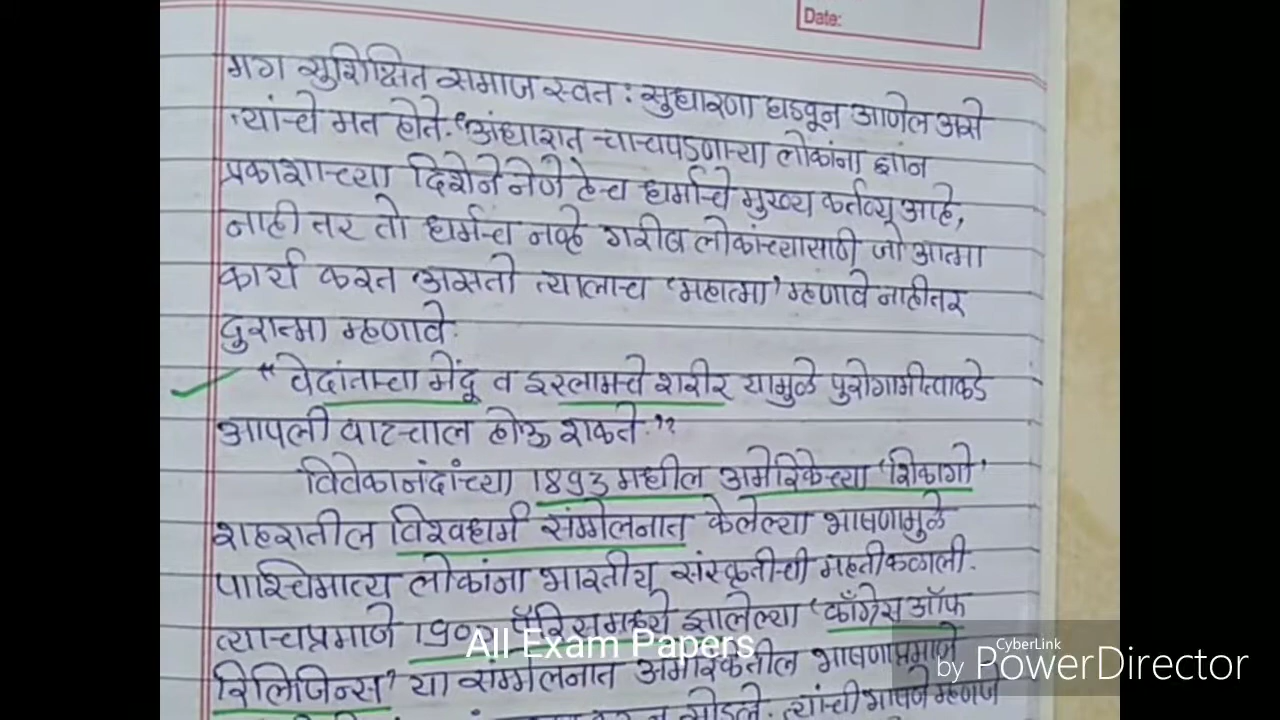 Date:
मग सुशिक्षित समाज स्वतः सुधारणा घडवून आणेल असे
त्यांचे मत होते. "अंधारात चाचपडणाऱ्या लोकांना ज्ञान
प्रकाशाच्या दिशेने नेणे हेच धर्माचे मुख्य कर्तव्य आहे,
नाही तर तो धर्मच नव्हे गरीब लोकांच्यासाठी जो आत्मा
कार्य करत असतो त्यालाच 'महात्मा' म्हणावे नाहीतर
दुरात्मा म्हणावे.
"वेदांताचा मेंदू व इस्लामचे शरीर यामुळे पुरोगामीत्वाकडे
आपली वाटचाल होऊ शकते."
विवेकानंदांच्या १८९३ मधील अमेरिकेच्या 'शिकागो'
शहरातील विश्वधर्म संमेलनात केलेल्या भाषणामुळे
पाश्चिमात्य लोकांना भारतीय संस्कृतीची महती कळाली.
त्याचप्रमाणे पॅरिसमध्ये झालेल्या 'काँग्रेस ऑफ
All Exam Papers
रिलिजिन्स' या संमेलनात अमेरिकेतील भाषणाप्रमाणे
त्यांची भाषणे म्हणजे
CyberLink
by PowerDirector